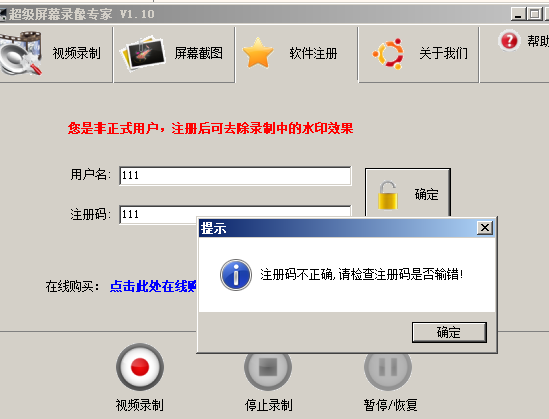 超级屏幕录像专家 V1.10
视频录制
屏幕截图
软件注册
关于我们
帮助
您是非正式用户，注册后可去除录制中的水印效果
用户名: 111
确定
注册码: 111
提示
注册码不正确,请检查注册码是否输错!
确定
在线购买: 点击此处在线购
视频录制
停止录制
暂停/恢复